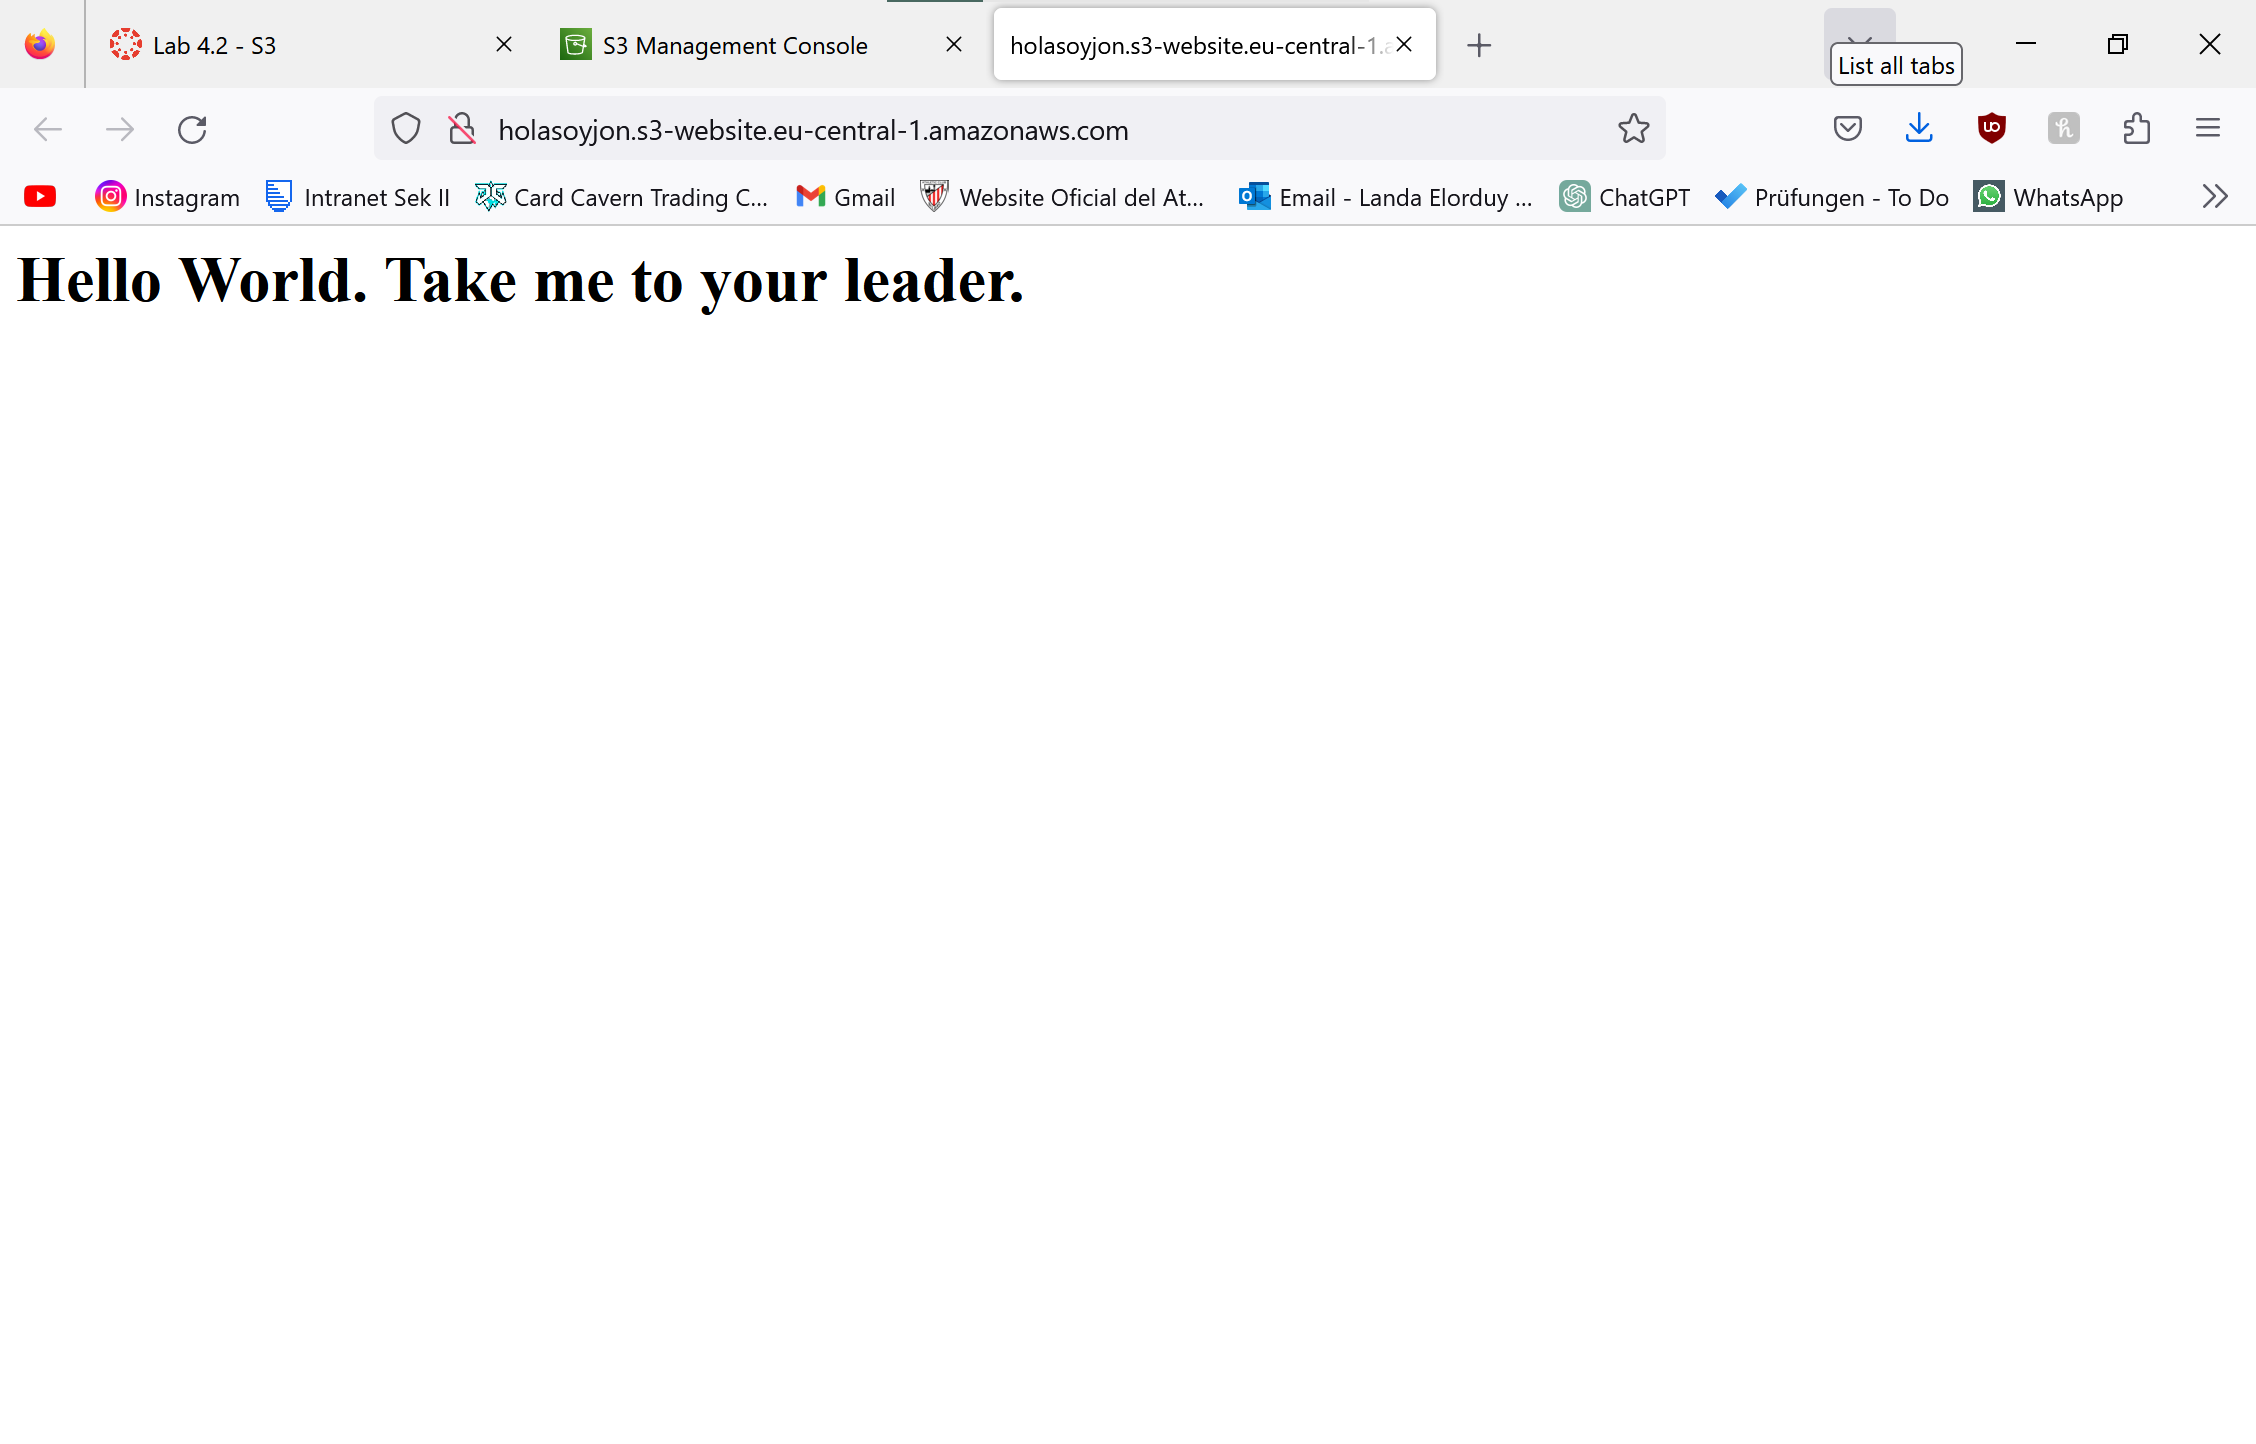 Lab 4.2 - S3
S3 Management Console
holasoyjon.s3-website.eu-central-1.a
List all tabs
holasoyjon.s3-website.eu-central-1.amazonaws.com
Instagram Intranet Sek II Card Cavern Trading C... Gmail Website Oficial del At... Email - Landa Elorduy ... ChatGPT Prüfungen - To Do WhatsApp
Hello World. Take me to your leader.